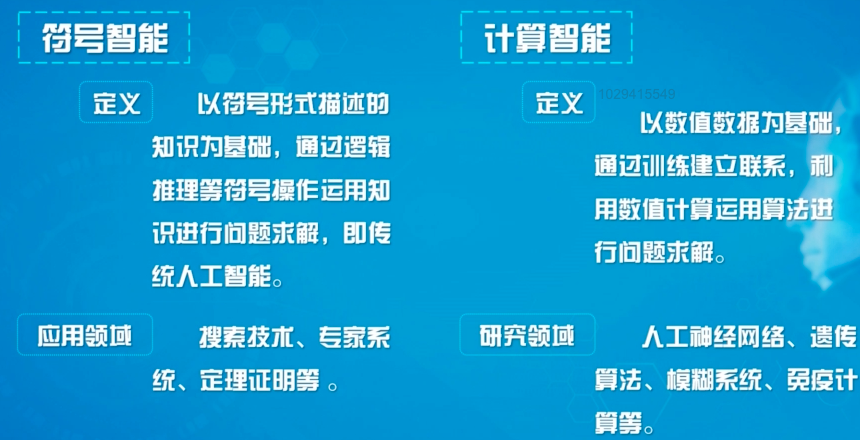 符号智能
定义
以符号形式描述的
知识为基础，通过逻辑
推理等符号操作运用知
识进行问题求解，即传
统人工智能。
应用领域
搜索技术、专家系
统、定理证明等 。
计算智能
定义
1029415549
以数值数据为基础，
通过训练建立联系，利
用数值计算运用算法进
行问题求解。
研究领域
人工神经网络、遗传
算法、模糊系统、免疫计
算等。